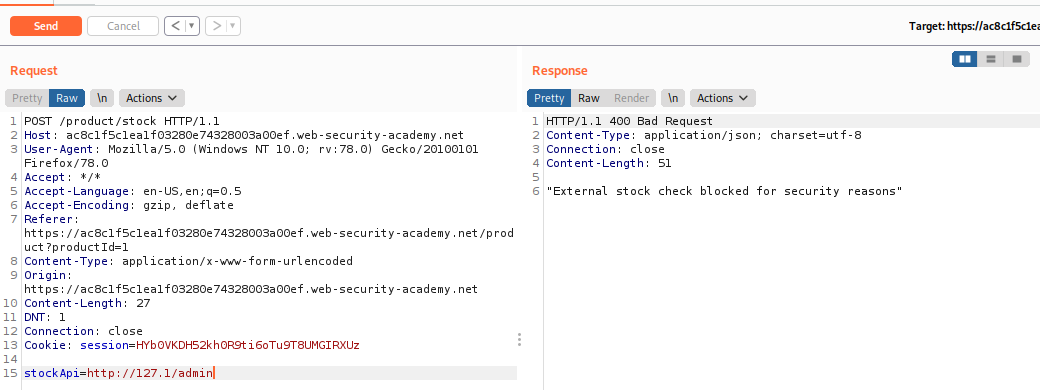 Send
Cancel
< | ▾
> | ▾
Target: https://ac8c1f5c1ea
Request
Response
Pretty
Raw
\n
Actions
Pretty
Raw
Render
\n
Actions
1 POST /product/stock HTTP/1.1
2 Host: ac8c1f5c1ea1f03280e74328003a00ef.web-security-academy.net
3 User-Agent: Mozilla/5.0 (Windows NT 10.0; rv:78.0) Gecko/20100101
Firefox/78.0
4 Accept: */*
5 Accept-Language: en-US,en;q=0.5
6 Accept-Encoding: gzip, deflate
7 Referer:
https://ac8c1f5c1ea1f03280e74328003a00ef.web-security-academy.net/prod
uct?productId=1
8 Content-Type: application/x-www-form-urlencoded
9 Origin:
https://ac8c1f5c1ea1f03280e74328003a00ef.web-security-academy.net
10 Content-Length: 27
11 DNT: 1
12 Connection: close
13 Cookie: session=HYb0VKDH52kh0R9ti6oTu9T8UMGIRXUz
14
15 stockApi=http://127.1/admin
1 HTTP/1.1 400 Bad Request
2 Content-Type: application/json; charset=utf-8
3 Connection: close
4 Content-Length: 51
5
6 "External stock check blocked for security reasons"